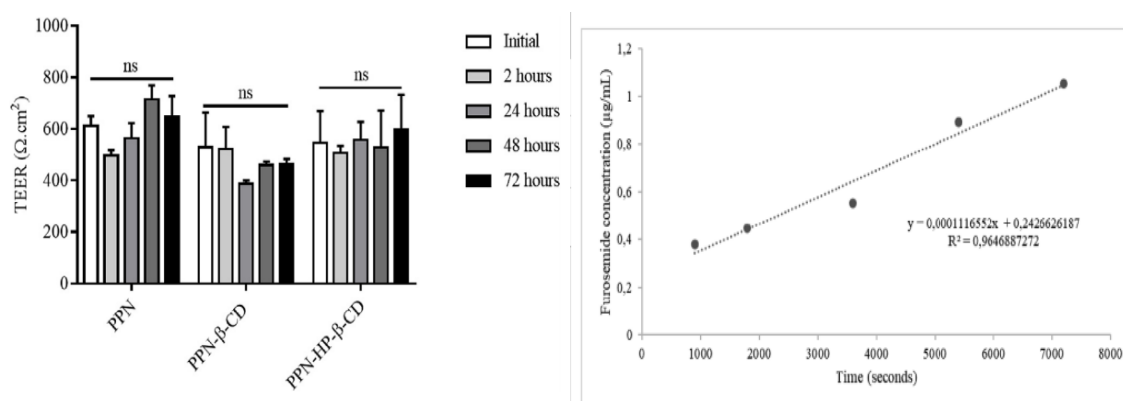 1000
800
600
400
200
0
TEER (Ω.cm²)
ns
ns
ns
PPN
PPN-β-CD
PPN-HP-β-CD
Initial
2 hours
24 hours
48 hours
72 hours
1,2
1
0,8
0,6
0,4
0,2
0
Furosemide concentration (µg/mL)
y = 0,0001116552x + 0,2426626187
R² = 0,9646887272
0 1000 2000 3000 4000 5000 6000 7000 8000
Time (seconds)